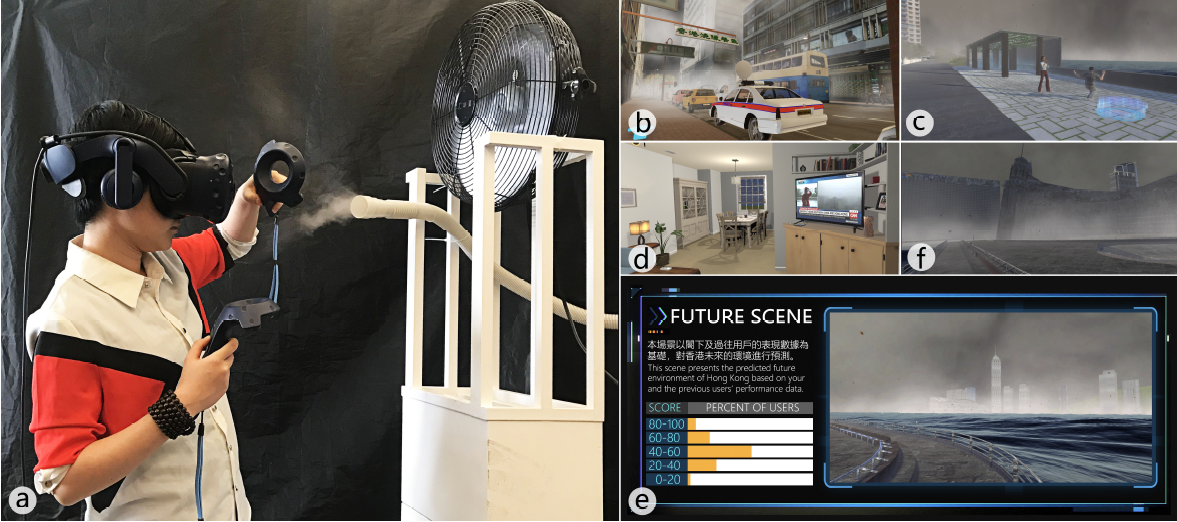 a
b
c
d
f
FUTURE SCENE
本場景以閣下及過往用戶的表現數據為
基礎，對香港未來的環境進行預測。
This scene presents the predicted future
environment of Hong Kong based on your
and the previous users' performance data.
SCORE PERCENT OF USERS
80-100
60-80
40-60
20-40
0-20
e